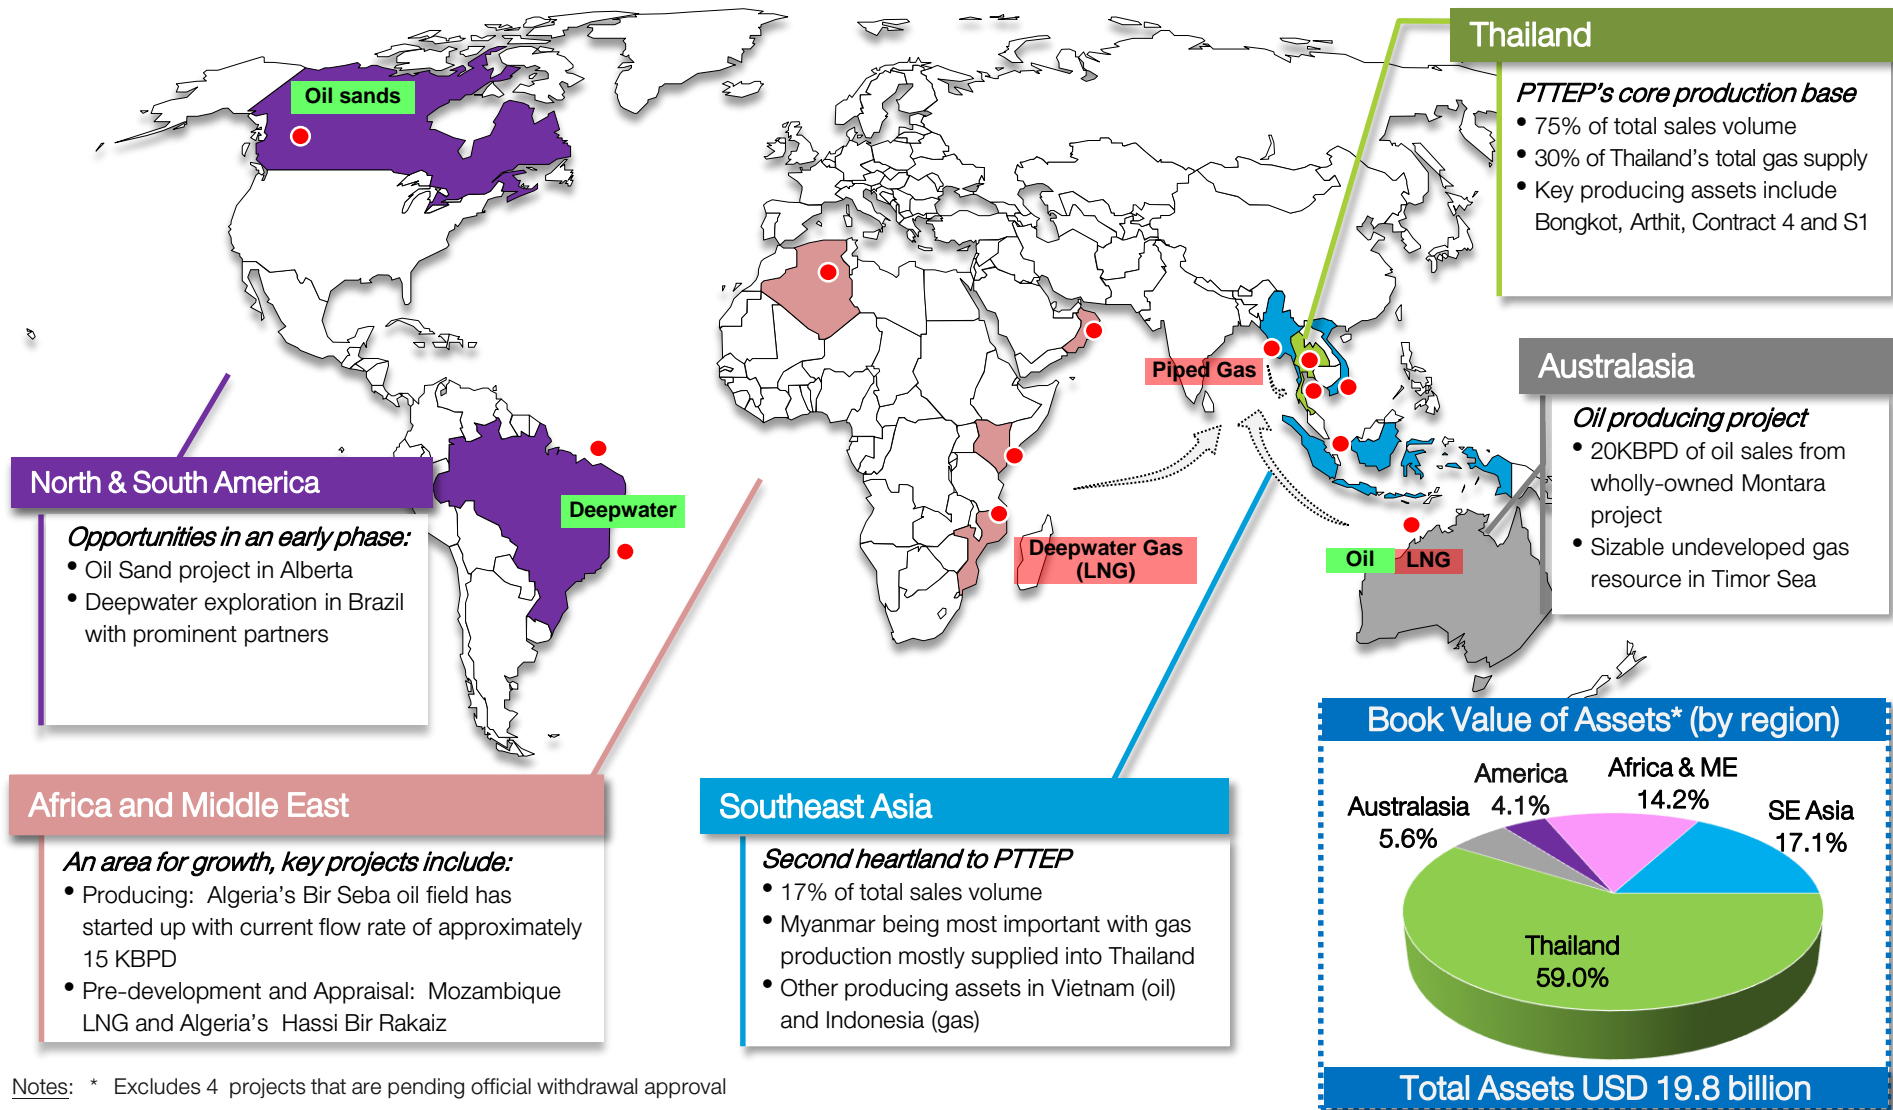 Thailand
PTTEP's core production base
• 75% of total sales volume
• 30% of Thailand's total gas supply
• Key producing assets include
Bongkot, Arthit, Contract 4 and S1
Oil sands
Piped Gas
Australasia
Oil producing project
• 20KBPD of oil sales from
wholly-owned Montara
project
• Sizable undeveloped gas
resource in Timor Sea
North & South America
Opportunities in an early phase:
• Oil Sand project in Alberta
• Deepwater exploration in Brazil
with prominent partners
Deepwater
Deepwater Gas
(LNG)
Oil
LNG
Africa and Middle East
An area for growth, key projects include:
• Producing: Algeria's Bir Seba oil field has
started up with current flow rate of approximately
15 KBPD
• Pre-development and Appraisal: Mozambique
LNG and Algeria's Hassi Bir Rakaiz
Southeast Asia
Second heartland to PTTEP
• 17% of total sales volume
• Myanmar being most important with gas
production mostly supplied into Thailand
• Other producing assets in Vietnam (oil)
and Indonesia (gas)
Book Value of Assets* (by region)
America
4.1%
Africa & ME
14.2%
Australasia
5.6%
SE Asia
17.1%
Thailand
59.0%
Total Assets USD 19.8 billion
Notes: * Excludes 4 projects that are pending official withdrawal approval